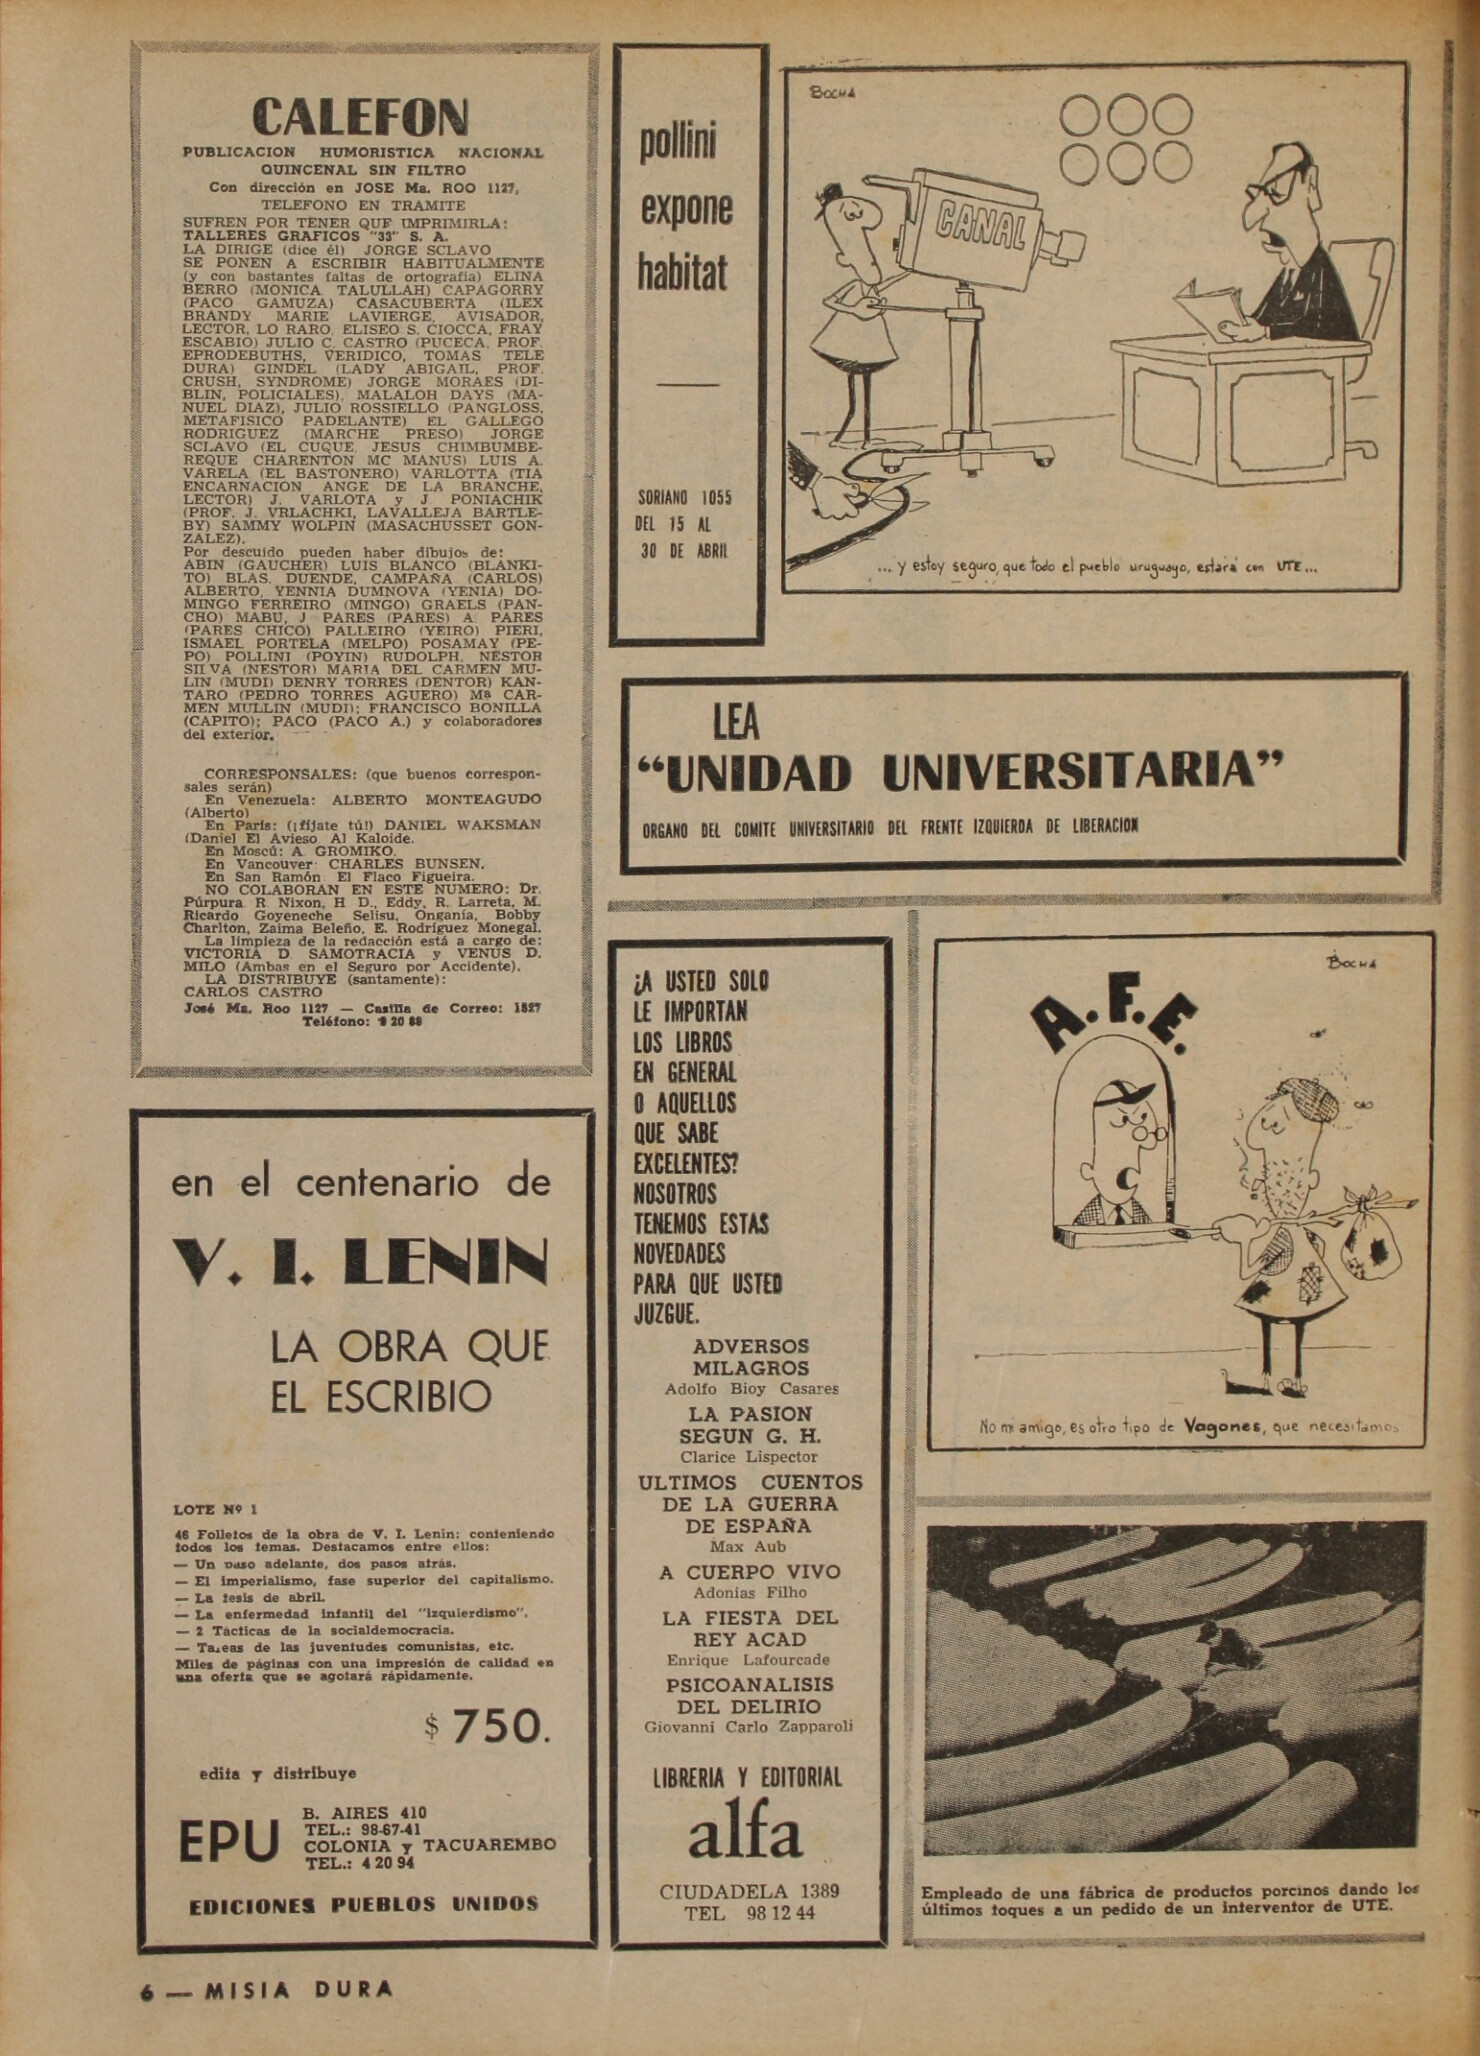 CALEFON
PUBLICACION HUMORISTICA NACIONAL
QUINCENAL SIN FILTRO
Con dirección en JOSE Ma. ROO 1127,
TELEFONO EN TRAMITE
SUFREN POR TENER QUE IMPRIMIRLA:
TALLERES GRAFICOS "33" S. A.
LA DIRIGE (dice él) JORGE SCLAVO
SE PONEN A ESCRIBIR HABITUALMENTE
(y con bastantes faltas de ortografía) ELINA
BERRO (MONICA TALULLAH) CAPAGORRY
(PACO GAMUZA) CASACUBERTA (ILEX
BRANDY MARIE LAVIERGE, AVISADOR,
LECTOR, LO RARO, ELISEO S. CIOCCA, FRAY
ESCABIO) JULIO C. CASTRO (PUCECA, PROF.
EPRODEBUTHS, VERIDICO, TOMAS TELE
DURA) GINDEL (LADY ABIGAIL, PROF.
CRUSH, SYNDROME) JORGE MORAES (DI-
BLIN, POLICIALES), MALALOH DAYS (MA-
NUEL DIAZ), JULIO ROSSIELLO (PANGLOSS,
METAFISICO PADELANTE) EL GALLEGO
RODRIGUEZ (MARCHE PRESO) JORGE
SCLAVO (EL CUQUE, JESUS CHIMBUMBE-
REQUE CHARENTON MC MANUS) LUIS A.
VARELA (EL BASTONERO) VARLOTTA (TIA
ENCARNACION ANGE DE LA BRANCHE,
LECTOR) J. VARLOTA y J. PONIACHIK
(PROF. J. VRLACHKI, LAVALLEJA BARTLE-
BY) SAMMY WOLPIN (MASACHUSSET GON-
ZALEZ).
Por descuido pueden haber dibujos de:
ABIN (GAUCHER) LUIS BLANCO (BLANKI-
TO) BLAS, DUENDE, CAMPAÑA (CARLOS)
ALBERTO, YENNIA DUMNOVA (YENIA) DO-
MINGO FERREIRO (MINGO) GRAELS (PAN-
CHO) MABU, J PARES (PARES) A. PARES
(PARES CHICO) PALLEIRO (YEIRO) PIERI,
ISMAEL PORTELA (MELPO) POSAMAY (PE-
PO) POLLINI (POYIN) RUDOLPH, NESTOR
SILVA (NESTOR) MARIA DEL CARMEN MU-
LIN (MUDI) DENRY TORRES (DENTOR) KAN-
TARO (PEDRO TORRES AGUERO) Mª CAR-
MEN MULLIN (MUDI); FRANCISCO BONILLA
(CAPITO); PACO (PACO A.) y colaboradores
del exterior.
CORRESPONSALES: (que buenos correspon-
sales serán)
En Venezuela: ALBERTO MONTEAGUDO
(Alberto)
En París: (¡fíjate tú!) DANIEL WAKSMAN
(Daniel El Avieso Al Kaloide.
En Moscú: A. GROMIKO.
En Vancouver: CHARLES BUNSEN.
En San Ramón: El Flaco Figueira.
NO COLABORAN EN ESTE NUMERO: Dr.
Púrpura R Nixon, H D., Eddy, R. Larreta, M.
Ricardo Goyeneche Selisu, Onganía, Bobby
Charlton, Zaima Beleño, E. Rodríguez Monegal.
La limpieza de la redacción está a cargo de:
VICTORIA D. SAMOTRACIA y VENUS D.
MILO (Ambas en el Seguro por Accidente).
LA DISTRIBUYE (santamente):
CARLOS CASTRO
José Ma. Roo 1127 — Casilla de Correo: 1827
Teléfono: 20 89
pollini
expone
habitat
SORIANO 1055
DEL 15 AL
30 DE ABRIL
BOCHA
CANAL
... y estoy seguro, que todo el pueblo uruguayo, estará con UTE...
LEA
"UNIDAD UNIVERSITARIA"
ORGANO DEL COMITE UNIVERSITARIO DEL FRENTE IZQUIERDA DE LIBERACION
en el centenario de
V. I. LENIN
LA OBRA QUE
EL ESCRIBIO
LOTE Nº 1
46 Folletos de la obra de V. I. Lenin: conteniendo
todos los temas. Destacamos entre ellos:
— Un paso adelante, dos pasos atrás.
— El imperialismo, fase superior del capitalismo.
— La tesis de abril.
— La enfermedad infantil del "izquierdismo".
— 2 Tácticas de la socialdemocracia.
— Tareas de las juventudes comunistas, etc.
Miles de páginas con una impresión de calidad en
una oferta que se agotará rápidamente.
$ 750.
edita y distribuye
EPU
B. AIRES 410
TEL.: 98-67-41
COLONIA y TACUAREMBO
TEL.: 4 20 94
EDICIONES PUEBLOS UNIDOS
¿A USTED SOLO
LE IMPORTAN
LOS LIBROS
EN GENERAL
O AQUELLOS
QUE SABE
EXCELENTES?
NOSOTROS
TENEMOS ESTAS
NOVEDADES
PARA QUE USTED
JUZGUE.
ADVERSOS
MILAGROS
Adolfo Bioy Casares
LA PASION
SEGUN G. H.
Clarice Lispector
ULTIMOS CUENTOS
DE LA GUERRA
DE ESPAÑA
Max Aub
A CUERPO VIVO
Adonias Filho
LA FIESTA DEL
REY ACAD
Enrique Lafourcade
PSICOANALISIS
DEL DELIRIO
Giovanni Carlo Zapparoli
LIBRERIA Y EDITORIAL
alfa
CIUDADELA 1389
TEL 98 12 44
BOCHA
A.F.E.
No mi amigo, es otro tipo de Vagones, que necesitamos
Empleado de una fábrica de productos porcinos dando los
últimos toques a un pedido de un interventor de UTE.
6 — MISIA DURA